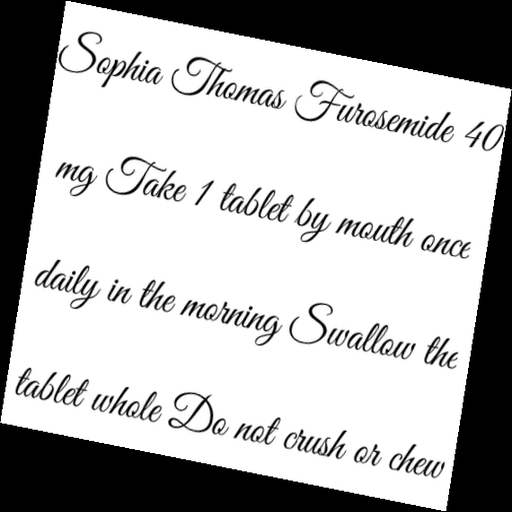 Sophia Thomas Furosemide 40
mg Take 1 tablet by mouth once
daily in the morning Swallow the
tablet whole Do not crush or chew